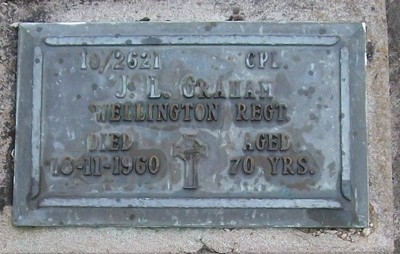 10/2621 CPL.
J. L. GRAHAM
WELLINGTON REGT.
DIED AGED
18-11-1960 70 YRS.